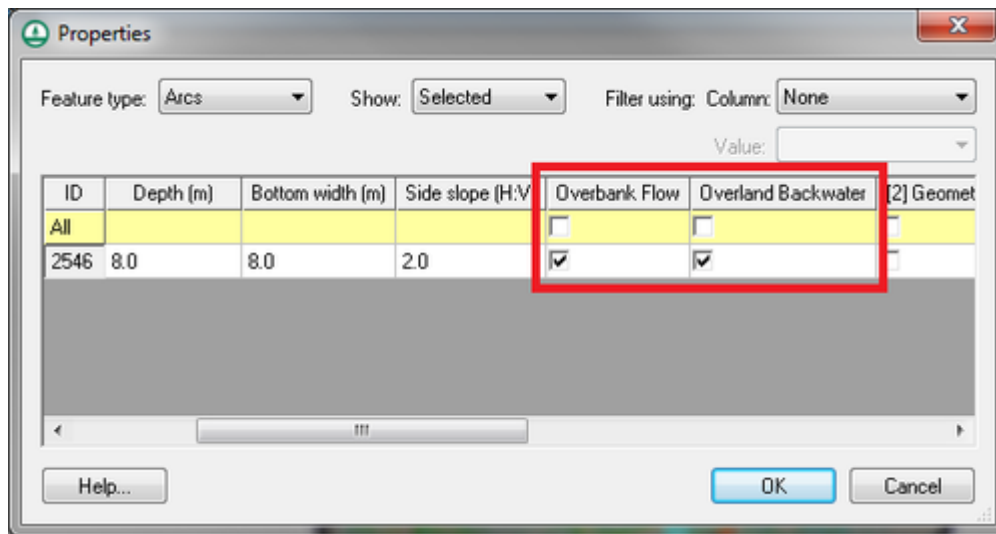 Properties
Feature type: Arcs Show: Selected Filter using: Column: None
Value:
ID Depth (m) Bottom width (m) Side slope (H:V Overbank Flow Overland Backwater [2] Geomet
All
2546 8.0 8.0 2.0
Help... OK Cancel